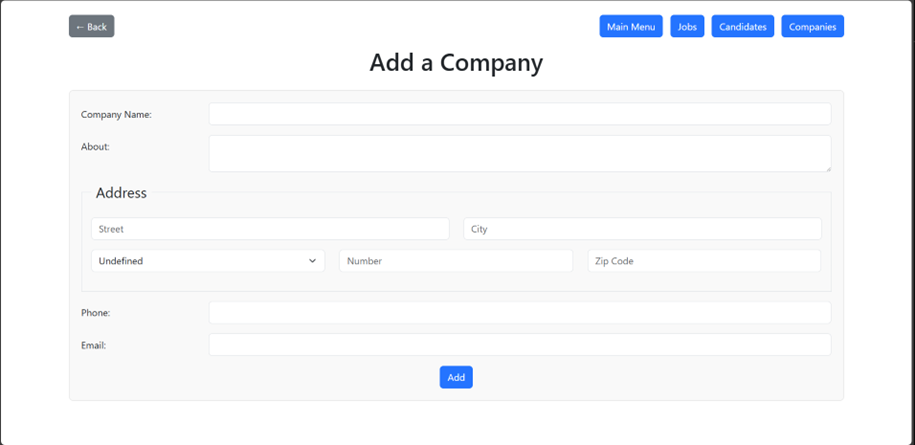 ← Back
Main Menu Jobs Candidates Companies
Add a Company
Company Name:
About:
Address
Street City
Undefined Number Zip Code
Phone:
Email:
Add